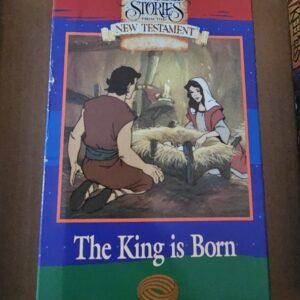 STORIES
FROM THE
NEW TESTAMENT
The King is Born